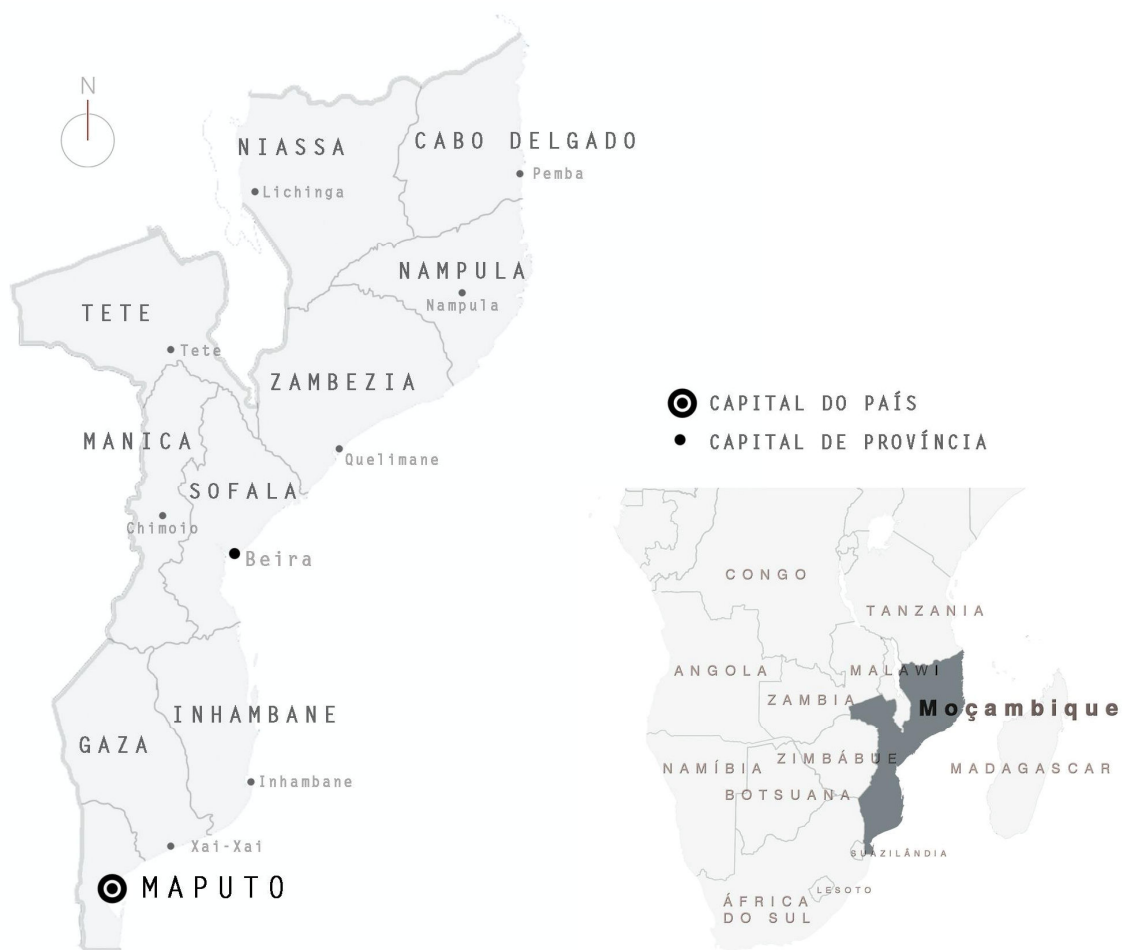 N
NIASSA
CABO DELGADO
Pemba
Lichinga
NAMPULA
Nampula
TETE
Tete
ZAMBEZIA
MANICA
Quelimane
SOFALA
Chimoio
Beira
INHAMBANE
GAZA
Inhambane
Xai-Xai
MAPUTO
CAPITAL DO PAÍS
CAPITAL DE PROVÍNCIA
CONGO
TANZANIA
ANGOLA
MALAWI
ZAMBIA
Moçambique
ZIMBÁBUE
NAMÍBIA
MADAGASCAR
BOTSUANA
SUAZILÂNDIA
LESOTO
ÁFRICA
DO SUL